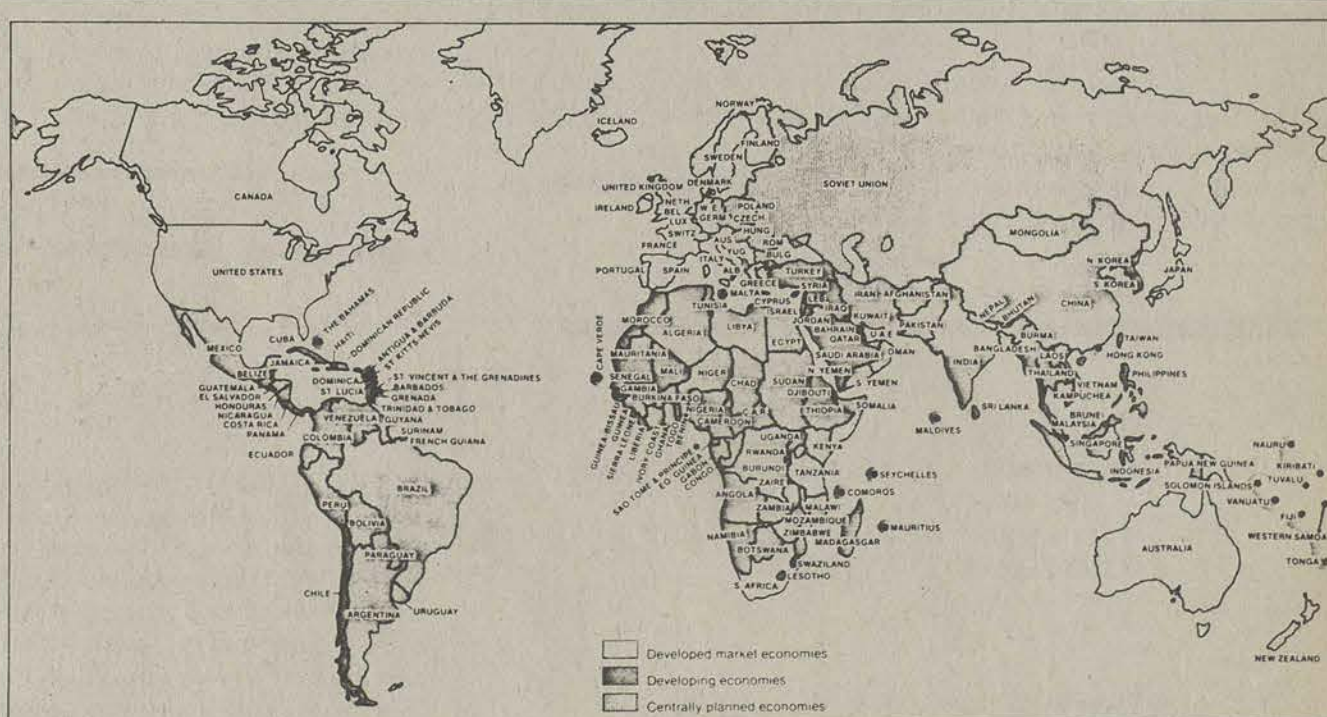 ICELAND
NORWAY
FINLAND
SWEDEN
DENMARK
UNITED KINGDOM
IRELAND
NETH
BEL
LUX
W
E
GERM
POLAND
CZECH
SWITZ
HUNG
FRANCE
AUS
ROM
YUG
BULG
ITALY
ALB
PORTUGAL
SPAIN
GREECE
TURKEY
SOVIET UNION
MONGOLIA
N KOREA
S KOREA
JAPAN
CHINA
CANADA
UNITED STATES
THE BAHAMAS
CUBA
HAITI
DOMINICAN REPUBLIC
ANTIGUA & BARBUDA
ST KITTS-NEVIS
MEXICO
JAMAICA
BELIZE
DOMINICA
ST LUCIA
ST VINCENT & THE GRENADINES
BARBADOS
GRENADA
TRINIDAD & TOBAGO
GUATEMALA
EL SALVADOR
HONDURAS
NICARAGUA
COSTA RICA
PANAMA
VENEZUELA
GUYANA
SURINAM
FRENCH GUIANA
COLOMBIA
ECUADOR
BRAZIL
PERU
BOLIVIA
PARAGUAY
CHILE
ARGENTINA
URUGUAY
MALTA
CYPRUS
SYRIA
LEB
ISRAEL
IRAQ
IRAN
AFGHANISTAN
TUNISIA
MOROCCO
ALGERIA
LIBYA
EGYPT
JORDAN
KUWAIT
BAHRAIN
QATAR
U A E
PAKISTAN
NEPAL
BHUTAN
SAUDI ARABIA
OMAN
INDIA
BANGLADESH
BURMA
LAOS
TAIWAN
HONG KONG
CAPE VERDE
MAURITANIA
MALI
NIGER
CHAD
SUDAN
N YEMEN
S YEMEN
SENEGAL
GAMBIA
BURKINA FASO
DJIBOUTI
THAILAND
VIETNAM
KAMPUCHEA
PHILIPPINES
GUINEA-BISSAU
GUINEA
SIERRA LEONE
LIBERIA
IVORY COAST
GHANA
TOGO
BENIN
NIGERIA
CAMEROON
C A R
ETHIOPIA
SOMALIA
SRI LANKA
MALDIVES
BRUNEI
MALAYSIA
SINGAPORE
INDONESIA
SAO TOME & PRINCIPE
EQ GUINEA
GABON
CONGO
UGANDA
KENYA
RWANDA
BURUNDI
TANZANIA
ZAIRE
SEYCHELLES
COMOROS
ANGOLA
ZAMBIA
MALAWI
MOZAMBIQUE
ZIMBABWE
MADAGASGAR
MAURITIUS
NAMIBIA
BOTSWANA
SWAZILAND
LESOTHO
S AFRICA
NAURU
PAPUA NEW GUINEA
KIRIBATI
SOLOMON ISLANDS
TUVALU
VANUATU
FIJI
WESTERN SAMOA
TONGA
AUSTRALIA
NEW ZEALAND
Developed market economies
Developing economies
Centrally planned economies